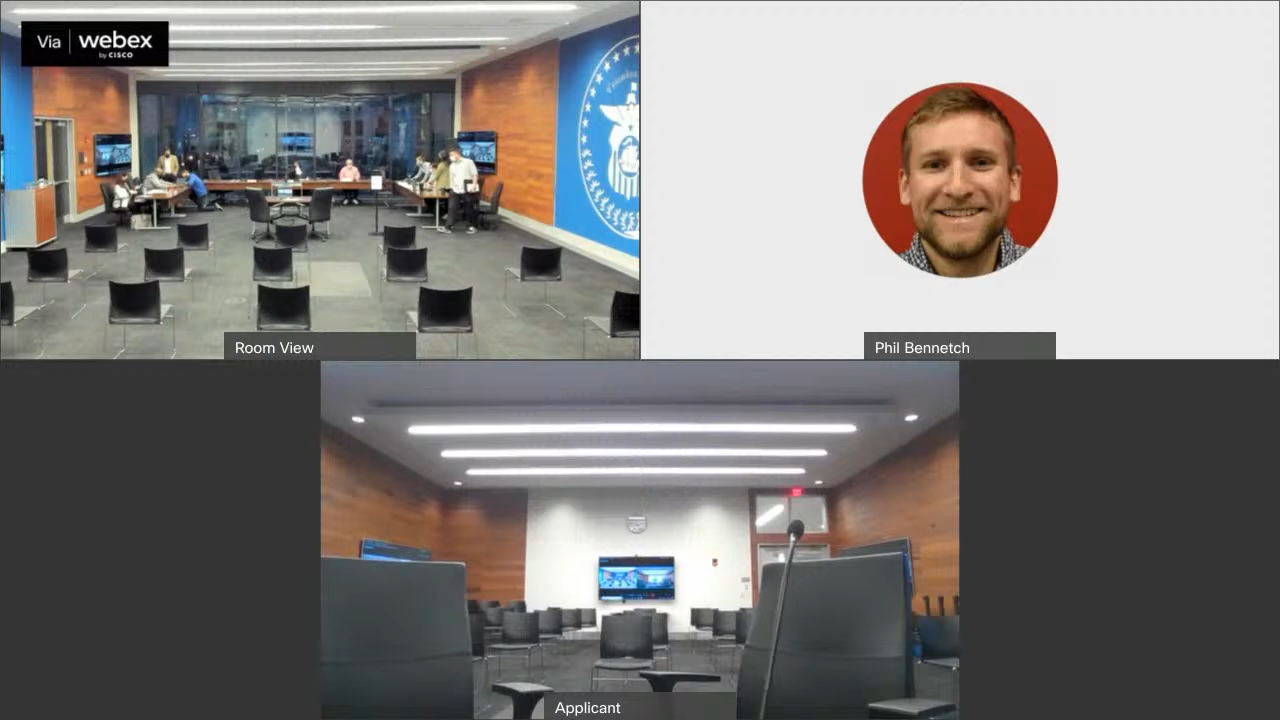 Via | webex
by CISCO
Room View
Phil Bennetch
Applicant